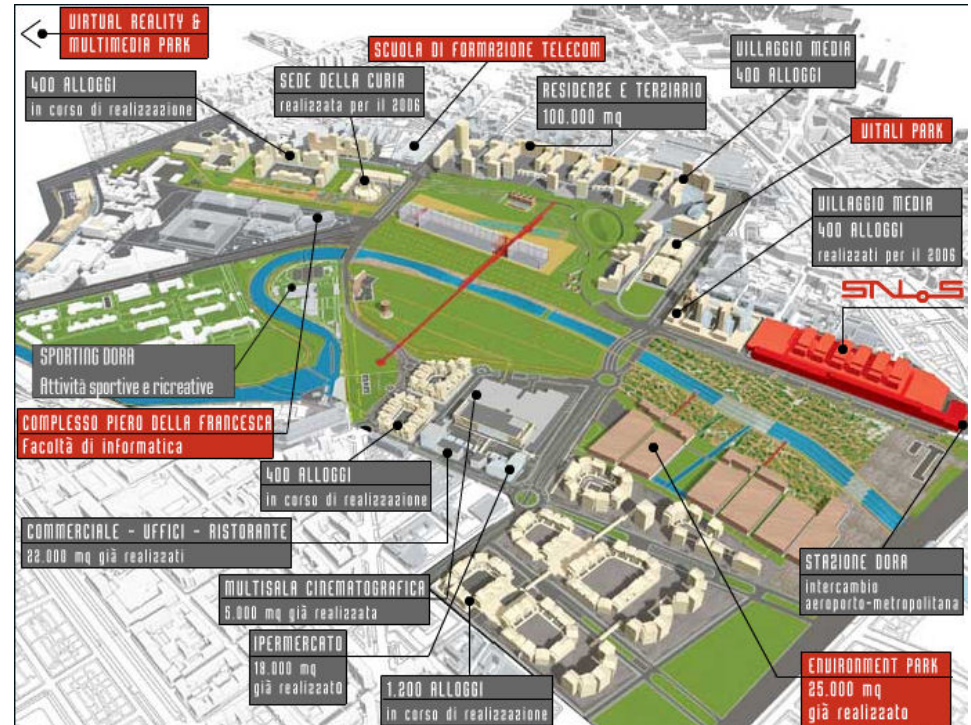 VIRTUAL REALITY &
MULTIMEDIA PARK
SCUOLA DI FORMAZIONE TELECOM
VILLAGGIO MEDIA
400 ALLOGGI
400 ALLOGGI
in corso di realizzazione
SEDE DELLA CURIA
realizzata per il 2006
RESIDENZE E TERZIARIO
100.000 mq
VITALI PARK
VILLAGGIO MEDIA
400 ALLOGGI
realizzati per il 2006
SNOS
SPORTING DORA
Attività sportive e ricreative
COMPLESSO PIERO DELLA FRANCESCA
Facoltà di informatica
400 ALLOGGI
in corso di realizzazione
COMMERCIALE - UFFICI - RISTORANTE
22.000 mq già realizzati
MULTISALA CINEMATOGRAFICA
5.000 mq già realizzata
IPERMERCATO
18.000 mq
già realizzato
1.200 ALLOGGI
in corso di realizzazione
STAZIONE DORA
intercambio
aeroporto-metropolitana
ENVIRONMENT PARK
25.000 mq
già realizzato